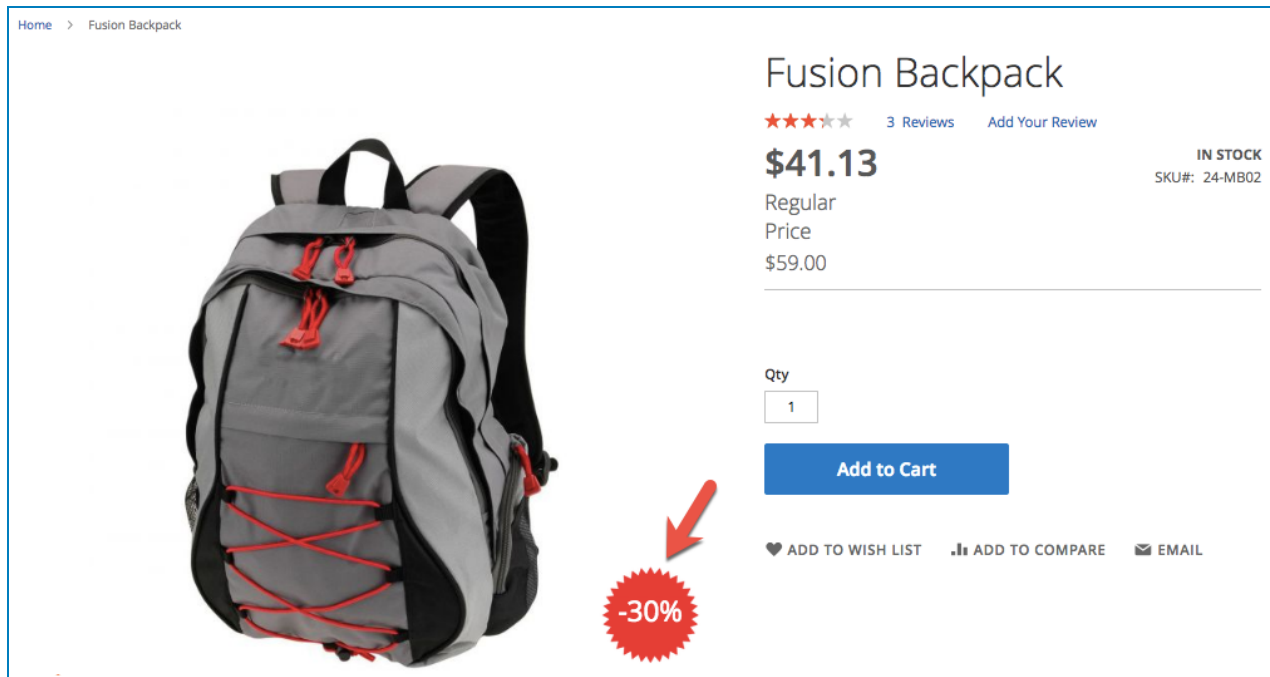 Home > Fusion Backpack
Fusion Backpack
3 Reviews Add Your Review
$41.13
IN STOCK
SKU#: 24-MB02
Regular
Price
$59.00
Qty
1
Add to Cart
ADD TO WISH LIST ADD TO COMPARE EMAIL
-30%